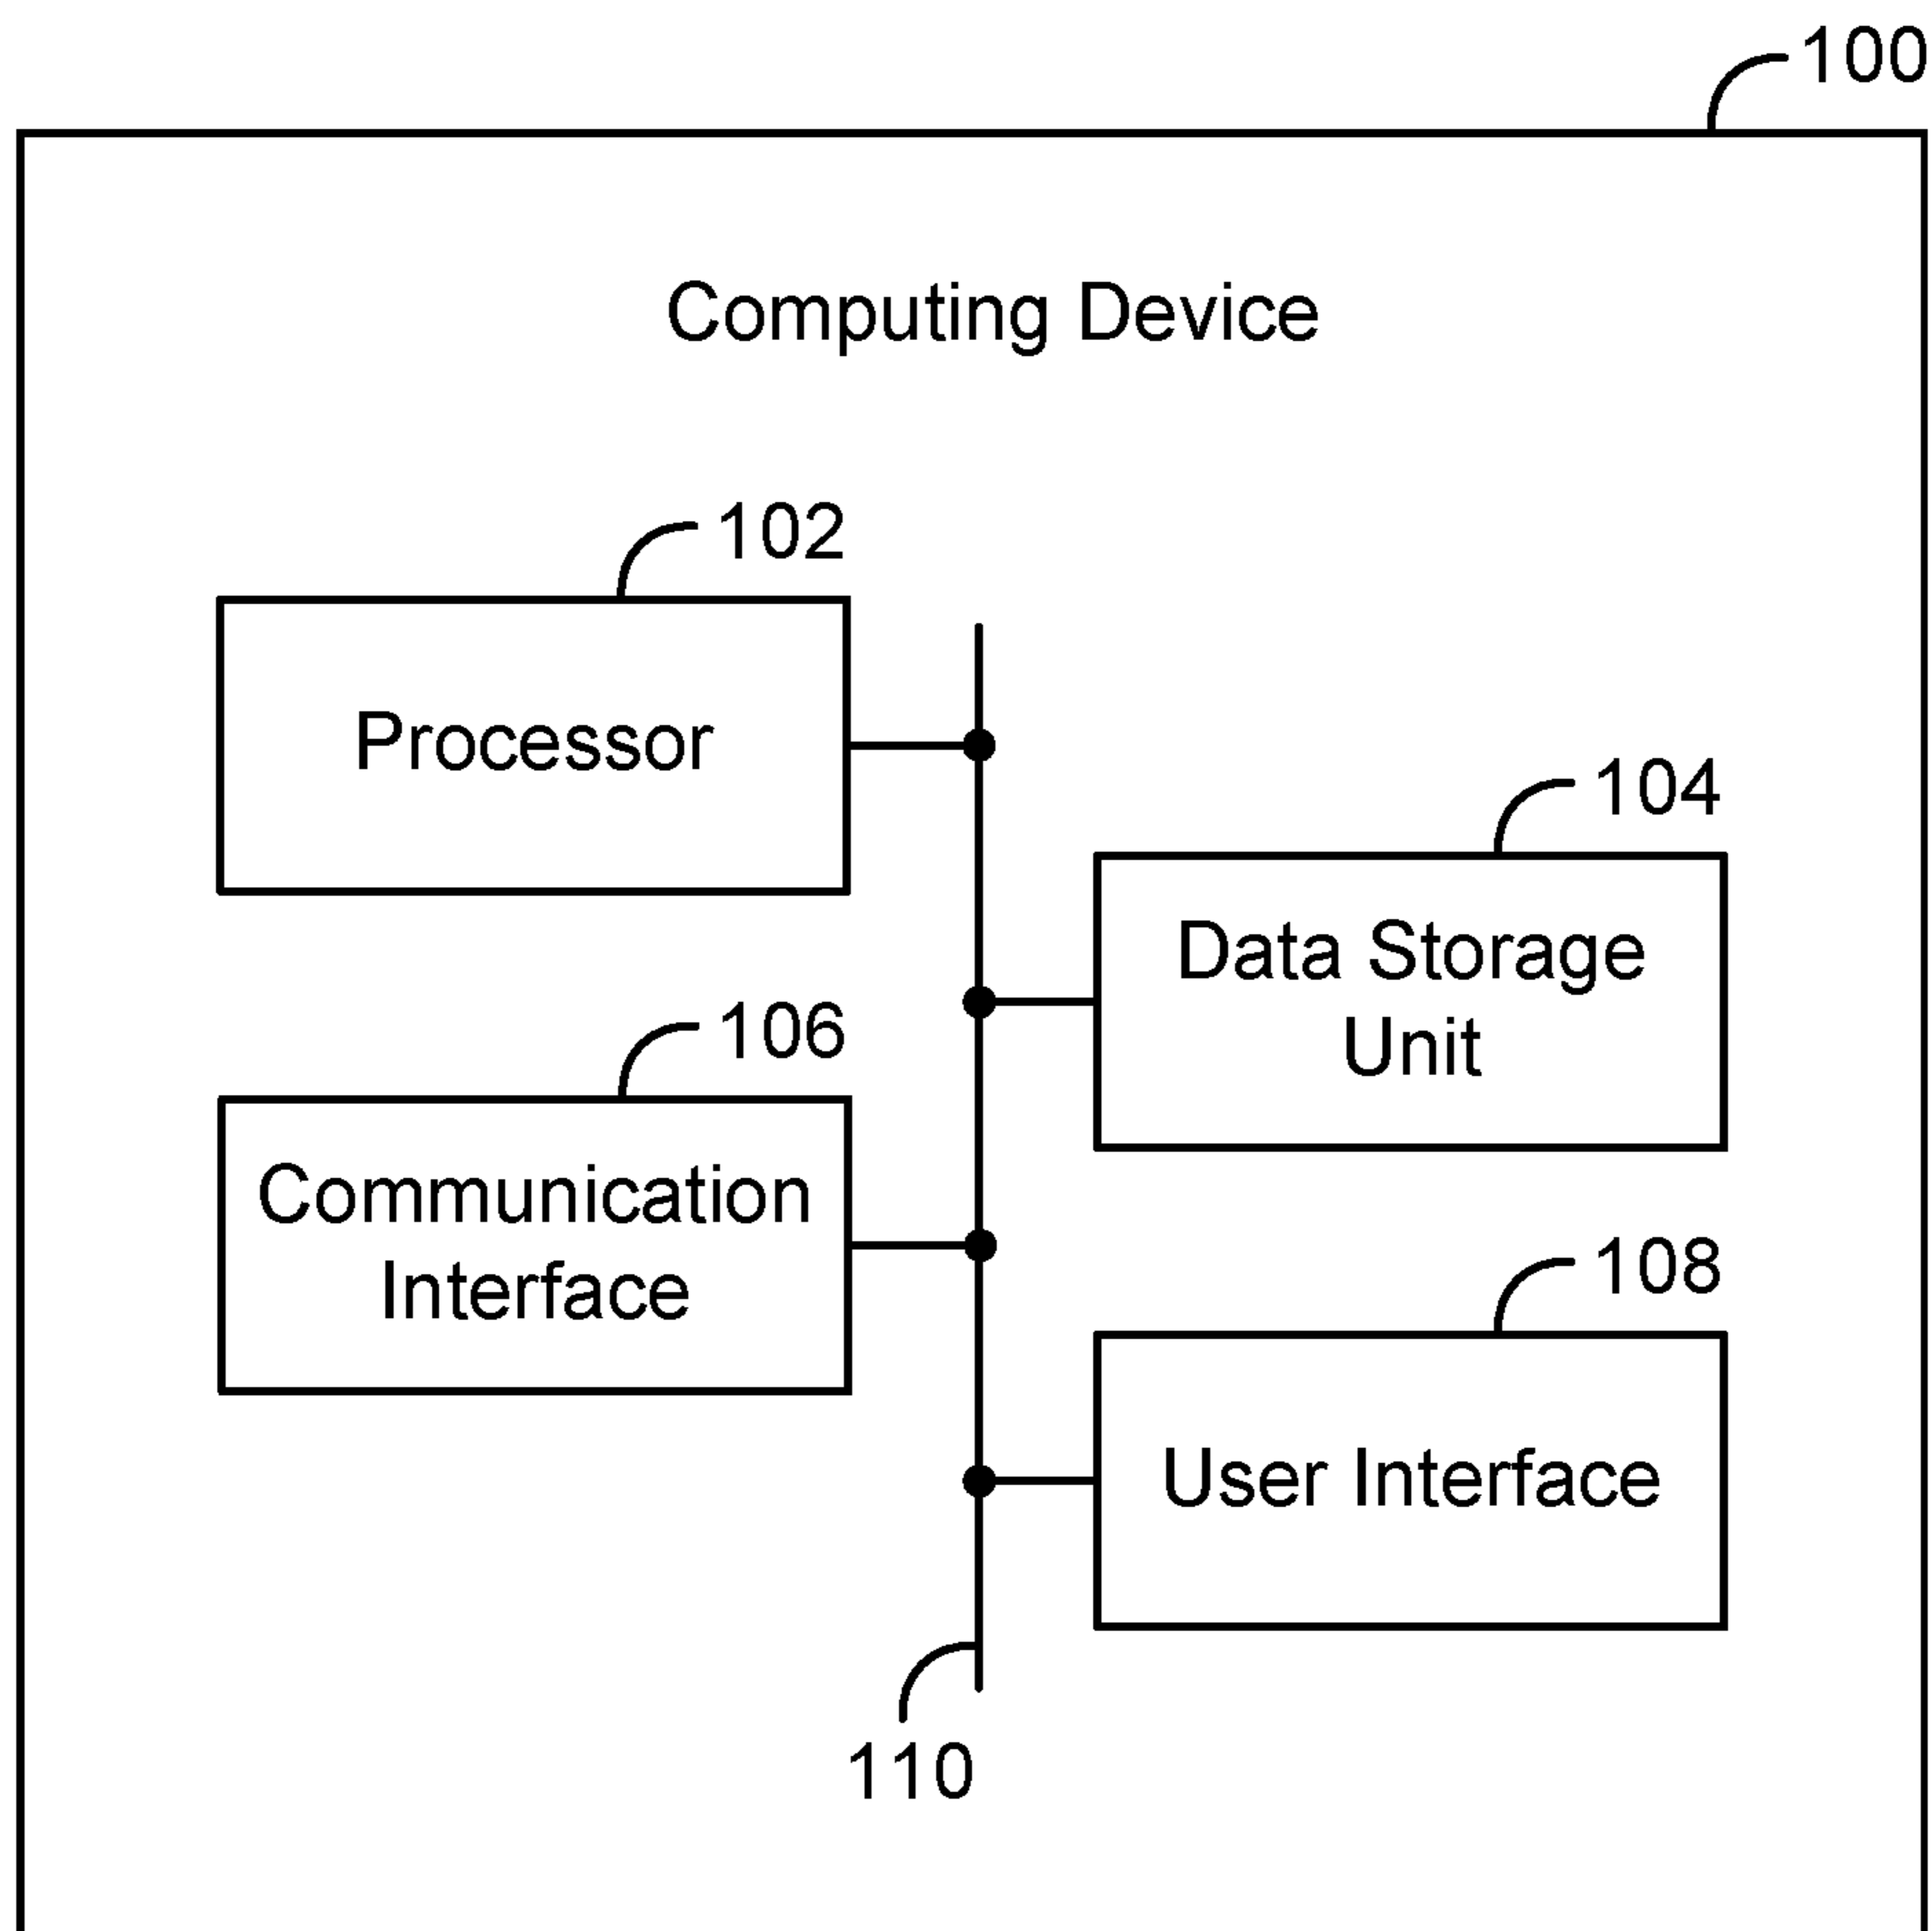 100
Computing Device
102
Processor
104
Data Storage
Unit
106
Communication
Interface
108
User Interface
110